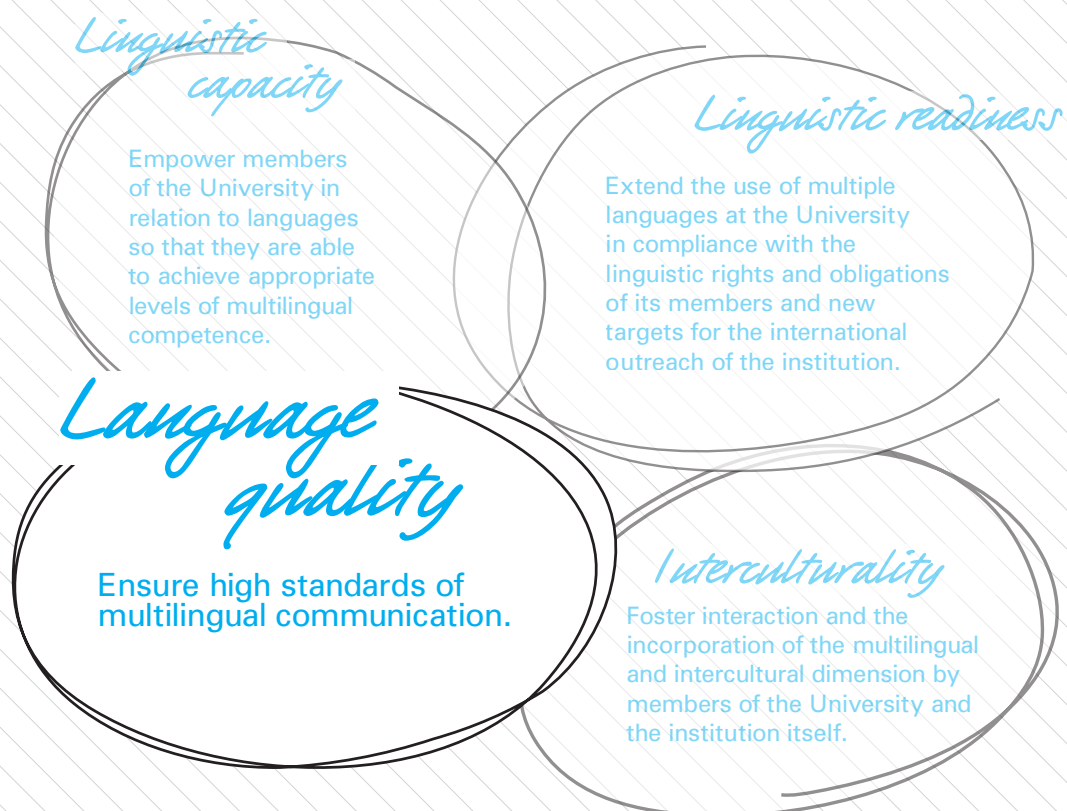 Linguistic
capacity
Empower members
of the University in
relation to languages
so that they are able
to achieve appropriate
levels of multilingual
competence.
Linguistic readiness
Extend the use of multiple
languages at the University
in compliance with the
linguistic rights and obligations
of its members and new
targets for the international
outreach of the institution.
Language
quality
Ensure high standards of
multilingual communication.
Interculturality
Foster interaction and the
incorporation of the multilingual
and intercultural dimension by
members of the University and
the institution itself.